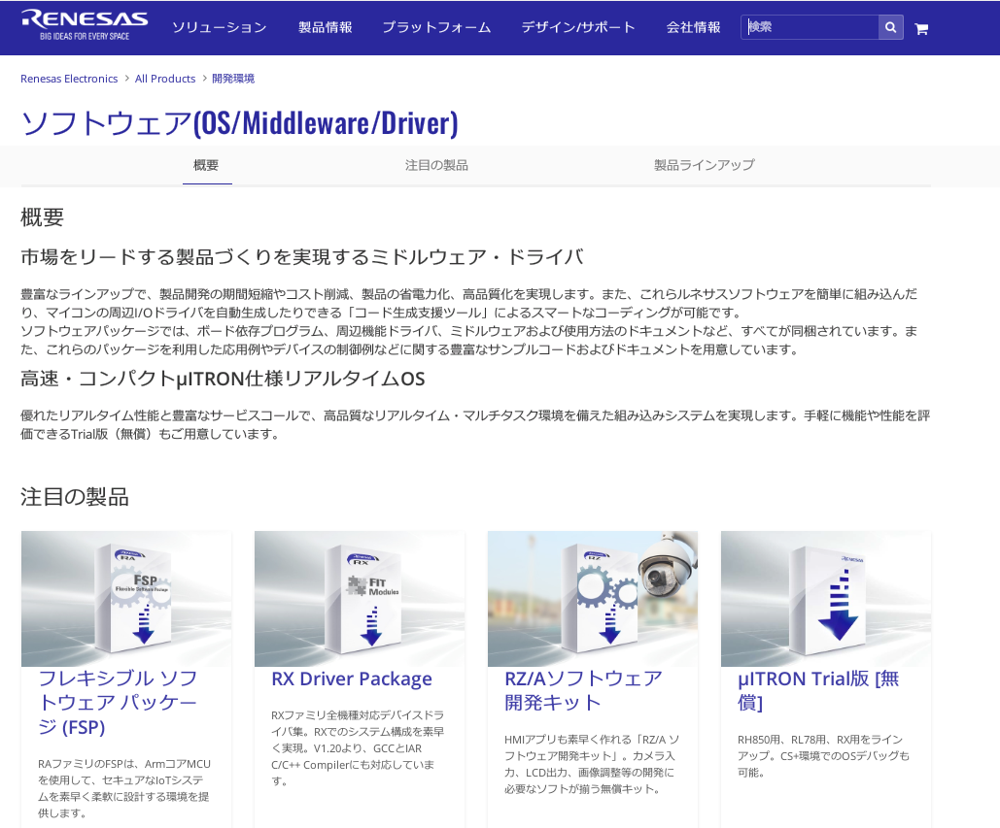 RENESAS
BIG IDEAS FOR EVERY SPACE
ソリューション 製品情報 プラットフォーム デザイン/サポート 会社情報 検索
Renesas Electronics > All Products > 開発環境
ソフトウェア(OS/Middleware/Driver)
概要 注目の製品 製品ラインアップ
概要
市場をリードする製品づくりを実現するミドルウェア・ドライバ
豊富なラインアップで、製品開発の期間短縮やコスト削減、製品の省電力化、高品質化を実現します。また、これらルネサスソフトウェアを簡単に組み込んだ
り、マイコンの周辺I/Oドライバを自動生成したりできる「コード生成支援ツール」によるスマートなコーディングが可能です。
ソフトウェアパッケージでは、ボード依存プログラム、周辺機能ドライバ、ミドルウェアおよび使用方法のドキュメントなど、すべてが同梱されています。ま
た、これらのパッケージを利用した応用例やデバイスの制御例などに関する豊富なサンプルコードおよびドキュメントを用意しています。
高速・コンパクトμITRON仕様リアルタイムOS
優れたリアルタイム性能と豊富なサービスコールで、高品質なリアルタイム・マルチタスク環境を備えた組み込みシステムを実現します。手軽に機能や性能を評
価できるTrial版（無償）もご用意しています。
注目の製品
RA
FSP
Flexible Software Package
フレキシブル ソフ
トウェア パッケー
ジ (FSP)
RAファミリのFSPは、ArmコアMCU
を使用して、セキュアなIoTシステ
ムを素早く柔軟に設計する環境を提
供します。
RX
FIT
Modules
RX Driver Package
RXファミリ全機種対応デバイスドラ
イバ集。RXでのシステム構成を素早
く実現。V1.20より、GCCとIAR
C/C++ Compilerにも対応していま
す。
RZ
RZ/Aソフトウェア
開発キット
HMIアプリも素早く作れる「RZ/A ソ
フトウェア開発キット」。カメラ入
力、LCD出力、画像調整等の開発に
必要なソフトが揃う無償キット。
RENESAS
μITRON Trial版 [無
償]
RH850用、RL78用、RX用をライン
アップ。CS+環境でのOSデバッグも
可能。